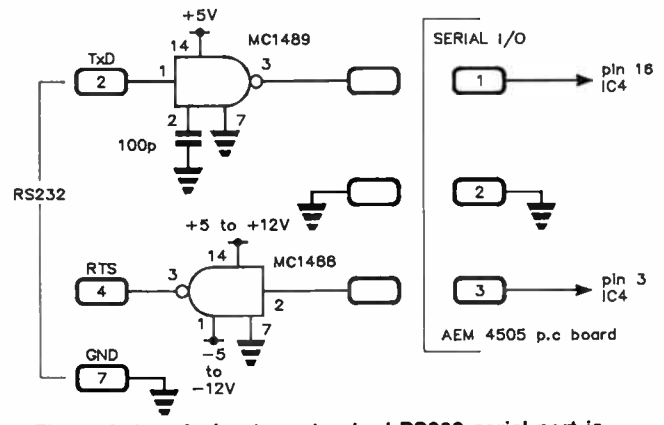 +5V
14
MC1489
SERIAL I/O
TxD
2
1
3
1
pin 16
IC4
2
7
100p
RS232
2
+5 to +12V
14
MC1488
RTS
3
4
2
3
pin 3
IC4
1
7
AEM 4505 p.c board
-5
to
-12V
GND
7